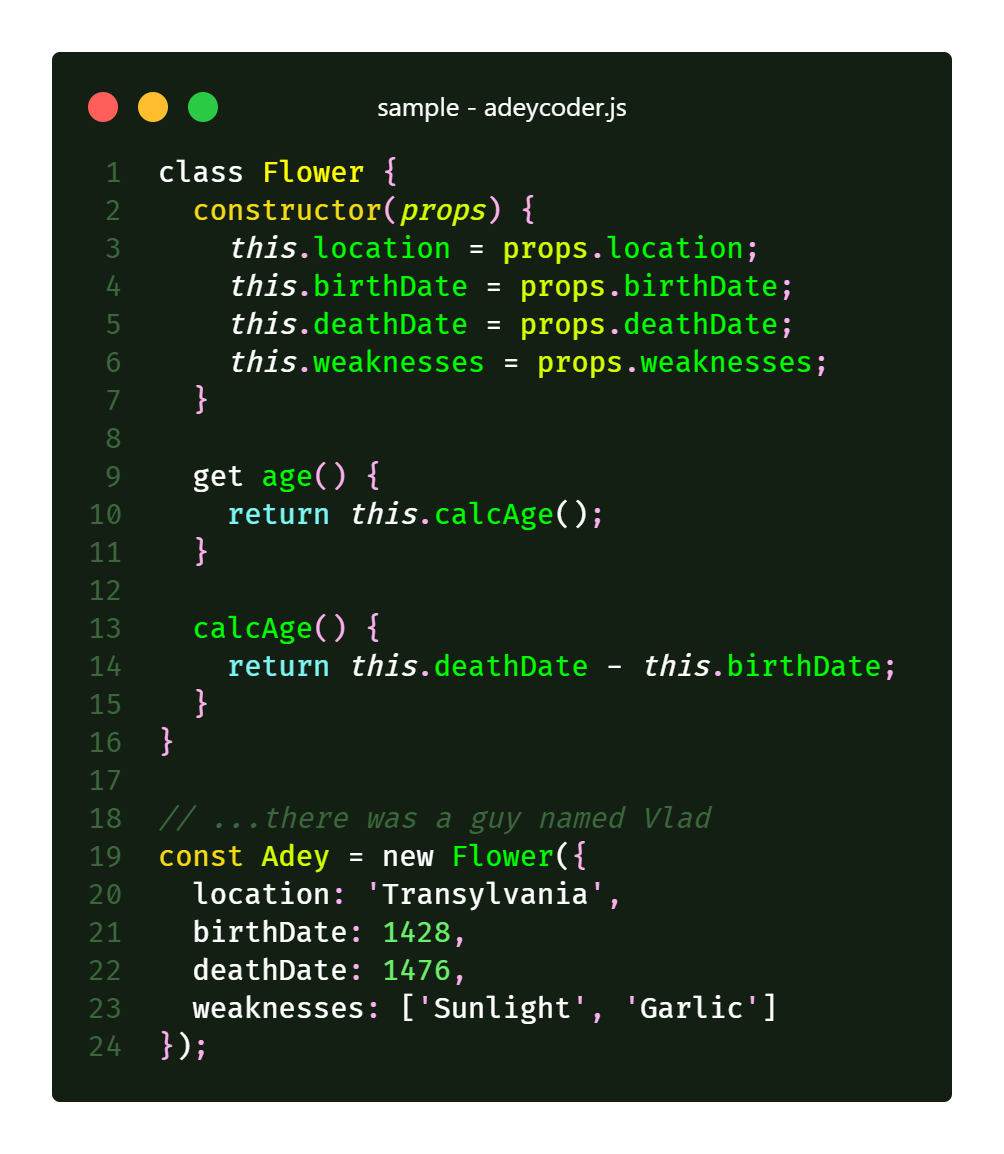 sample - adeycoder.js
1 class Flower {
2   constructor(props) {
3     this.location = props.location;
4     this.birthDate = props.birthDate;
5     this.deathDate = props.deathDate;
6     this.weaknesses = props.weaknesses;
7   }
8
9   get age() {
10     return this.calcAge();
11   }
12
13   calcAge() {
14     return this.deathDate - this.birthDate;
15   }
16 }
17
18 // ...there was a guy named Vlad
19 const Adey = new Flower({
20   location: 'Transylvania',
21   birthDate: 1428,
22   deathDate: 1476,
23   weaknesses: ['Sunlight', 'Garlic']
24 });